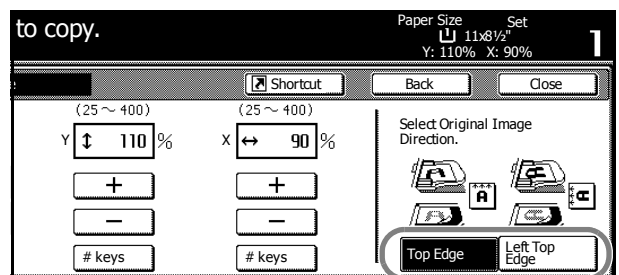 to copy.
Paper Size Set
11x8½" 1
Y: 110% X: 90%
Shortcut Back Close
(25～400) (25～400)
Y 110 % X 90 %
Select Original Image
Direction.
A A
+ +
− −
# keys # keys
Top Edge Left Top
Edge